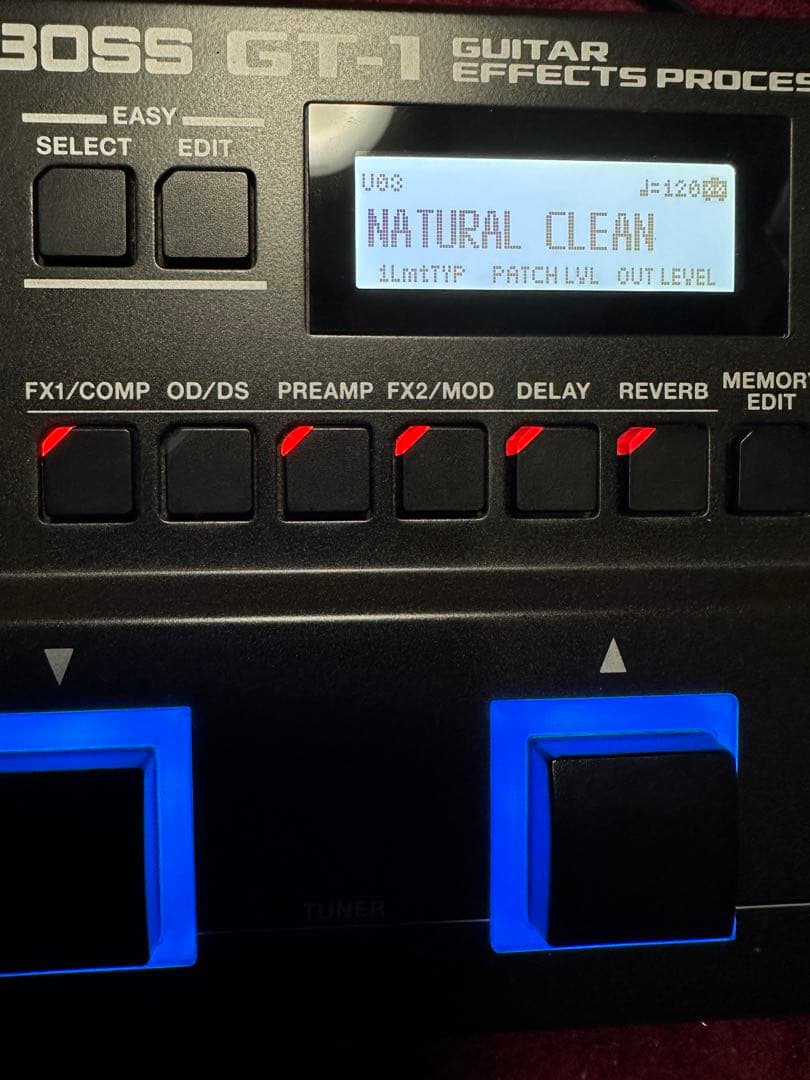 BOSS GT-1 GUITAR
EFFECTS PROCES
EASY
SELECT EDIT
U03 ♩=120
NATURAL CLEAN
PATCH LVL OUT LEVEL
FX1/COMP OD/DS PREAMP FX2/MOD DELAY REVERB MEMORY
EDIT
TUNER